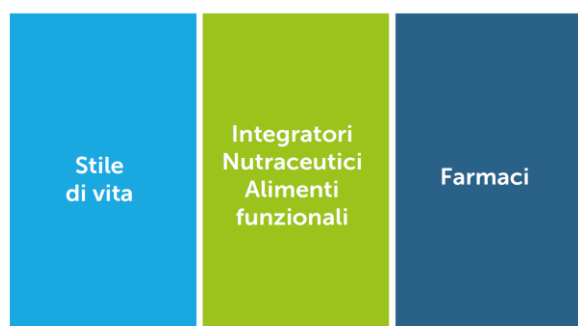 Stile
di vita
Integratori
Nutraceutici
Alimenti
funzionali
Farmaci